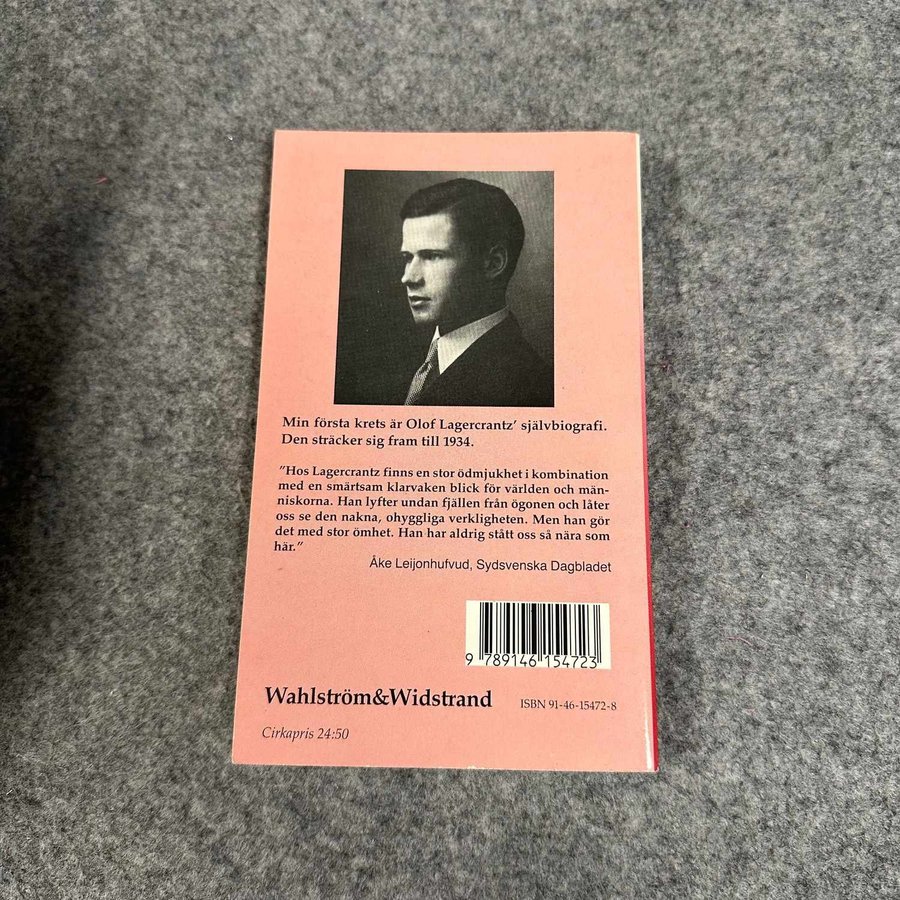 Min första krets är Olof Lagercrantz' självbiografi.
Den sträcker sig fram till 1934.
"Hos Lagercrantz finns en stor ödmjukhet i kombination
med en smärtsam klarvaken blick för världen och män-
niskorna. Han lyfter undan fjällen från ögonen och låter
oss se den nakna, ohyggliga verkligheten. Men han gör
det med stor ömhet. Han har aldrig stått oss så nära som
här."
Åke Leijonhufvud, Sydsvenska Dagbladet
9 789146 154723
Wahlström&Widstrand
ISBN 91-46-15472-8
Cirkapris 24:50